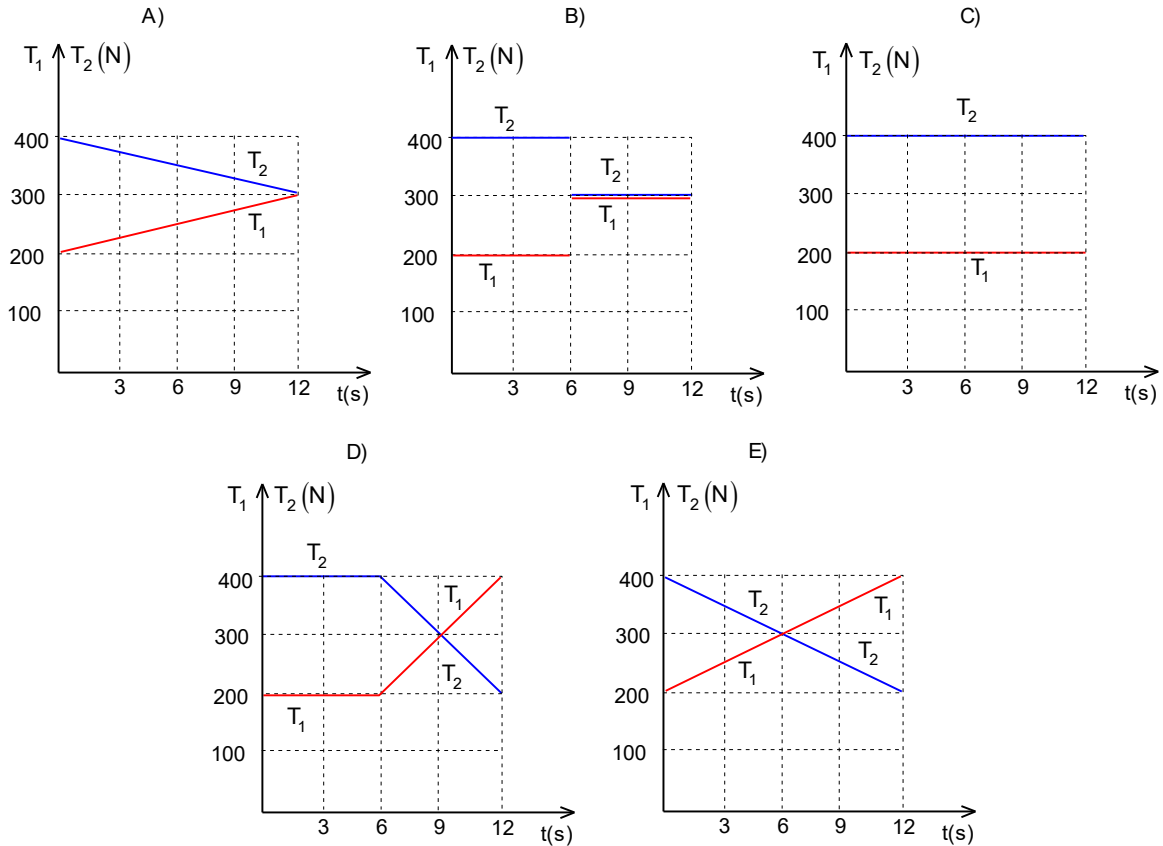 A) B) C)
T1 T2 (N) T1 T2 (N) T1 T2 (N)
400 T2 400 T2 400 T2
300 T2 300 300
T1 T1
200 200 T1 200 T1
100 100 100
3 6 9 12 3 6 9 12 3 6 9 12
t(s) t(s) t(s)
D) E)
T1 T2 (N) T1 T2 (N)
T2
400 T1 400 T2 T1
300 300
T2 T1 T2
200 200
T1
100 100
3 6 9 12 3 6 9 12
t(s) t(s)